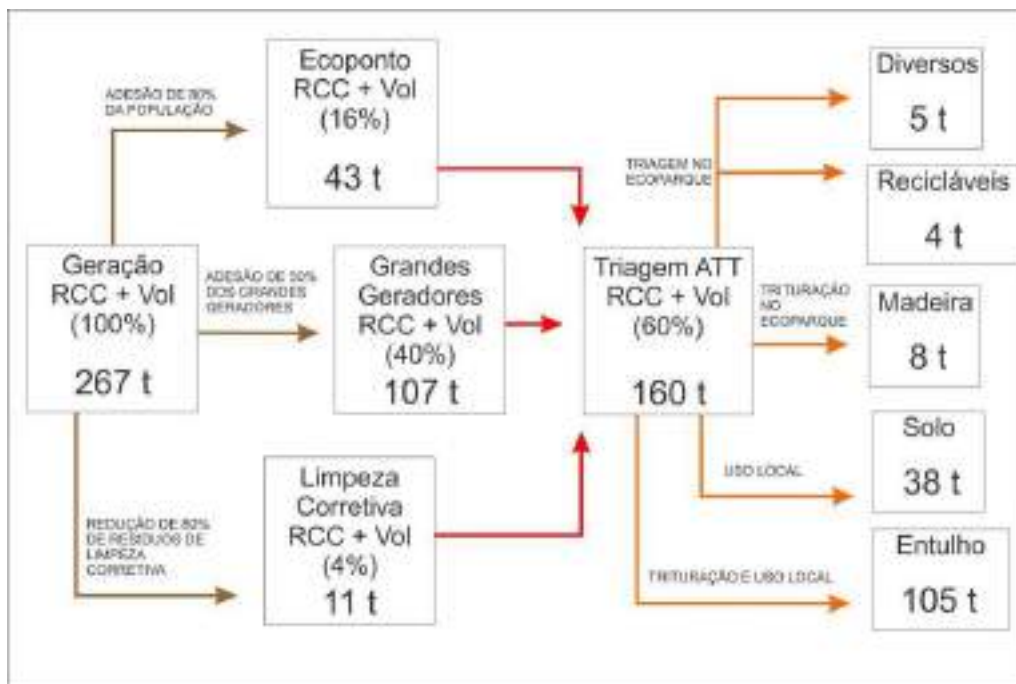 Ecoponto
RCC + Vol
(16%)
43 t
ADESÃO DE 80%
DA POPULAÇÃO
Geração
RCC + Vol
(100%)
267 t
ADESÃO DE 50%
DOS GRANDES
GERADORES
Grandes
Geradores
RCC + Vol
(40%)
107 t
REDUÇÃO DE 80%
DE RESÍDUOS DE
LIMPEZA
CORRETIVA
Limpeza
Corretiva
RCC + Vol
(4%)
11 t
Triagem ATT
RCC + Vol
(60%)
160 t
TRIAGEM NO
ECOPARQUE
Diversos
5 t
Recicláveis
4 t
TRITURAÇÃO
NO
ECOPARQUE
Madeira
8 t
USO LOCAL
Solo
38 t
TRITURAÇÃO E USO LOCAL
Entulho
105 t